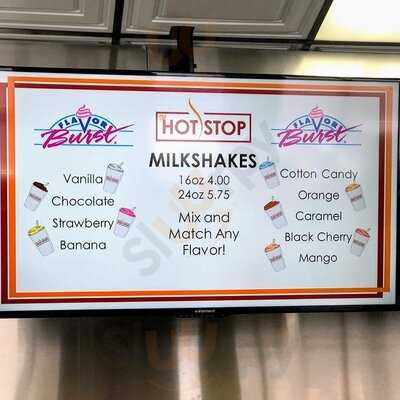 FLAVOR
Burst
Vanilla
Chocolate
Strawberry
Banana
THE
HOT STOP
MILKSHAKES
16oz 4.00
24oz 5.75
Mix and
Match Any
Flavor!
FLAVOR
Burst
Cotton Candy
Orange
Caramel
Black Cherry
Mango